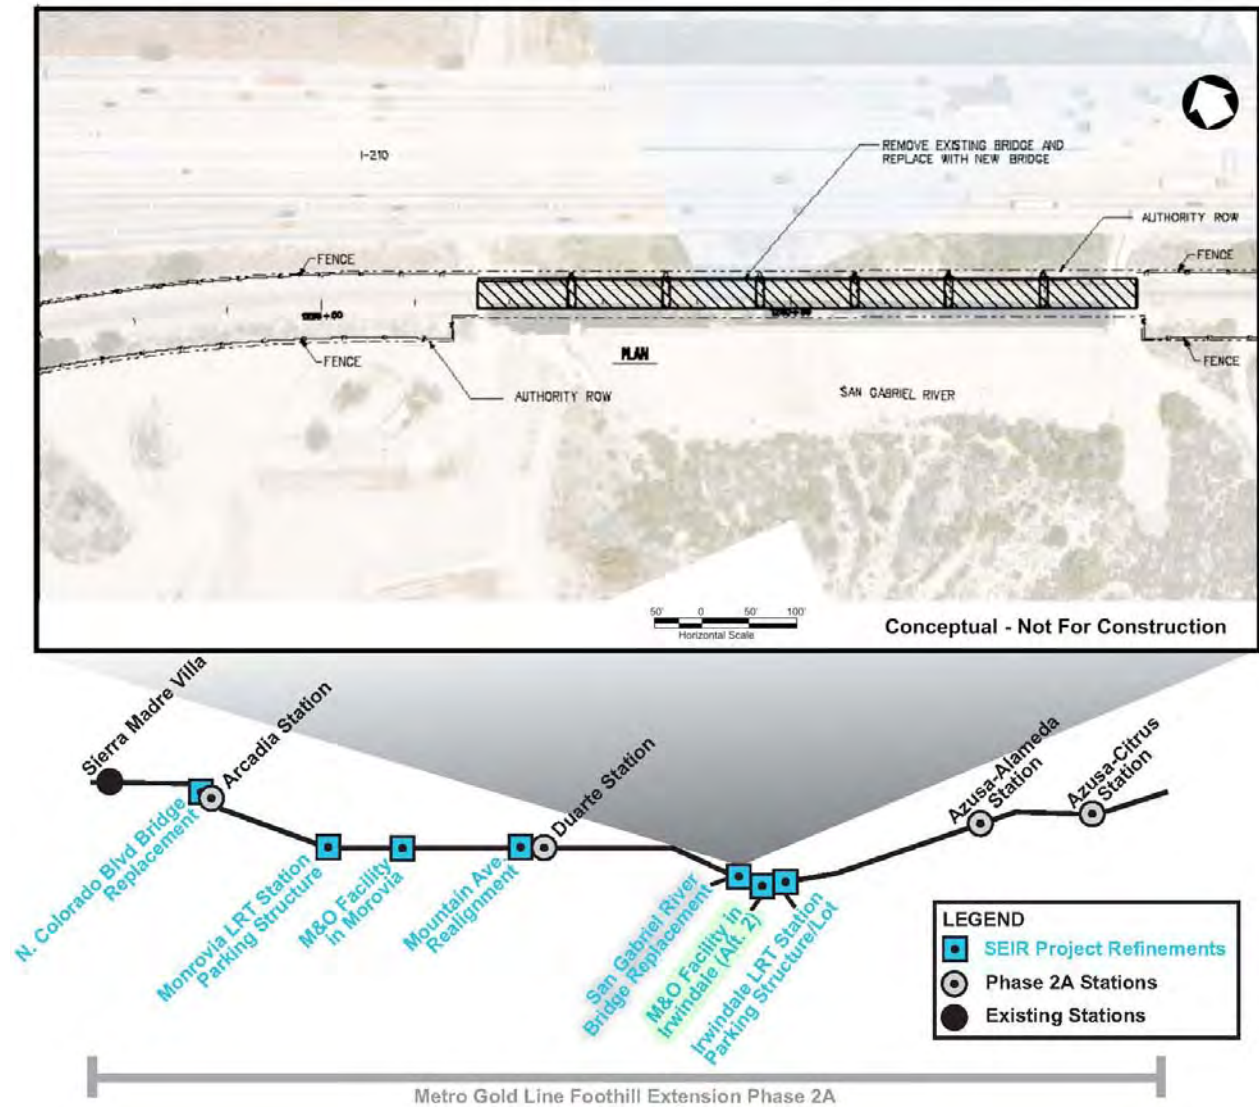 I-210
REMOVE EXISTING BRIDGE AND
REPLACE WITH NEW BRIDGE
AUTHORITY ROW
FENCE
FENCE
PLAN
FENCE
FENCE
AUTHORITY ROW
SAN GABRIEL RIVER
50' 0 50' 100'
Horizontal Scale
Conceptual - Not For Construction
Sierra Madre Villa
Arcadia Station
Duarte Station
Azusa-Alameda
Station
Azusa-Citrus
Station
N. Colorado Blvd Bridge
Replacement
Monrovia LRT Station
Parking Structure
M&O Facility
in Morovia
Mountain Ave.
Realignment
San Gabriel River
Bridge Replacement
M&O Facility in
Irwindale (Alt. 2)
Irwindale LRT Station
Parking Structure/Lot
LEGEND
SEIR Project Refinements
Phase 2A Stations
Existing Stations
Metro Gold Line Foothill Extension Phase 2A